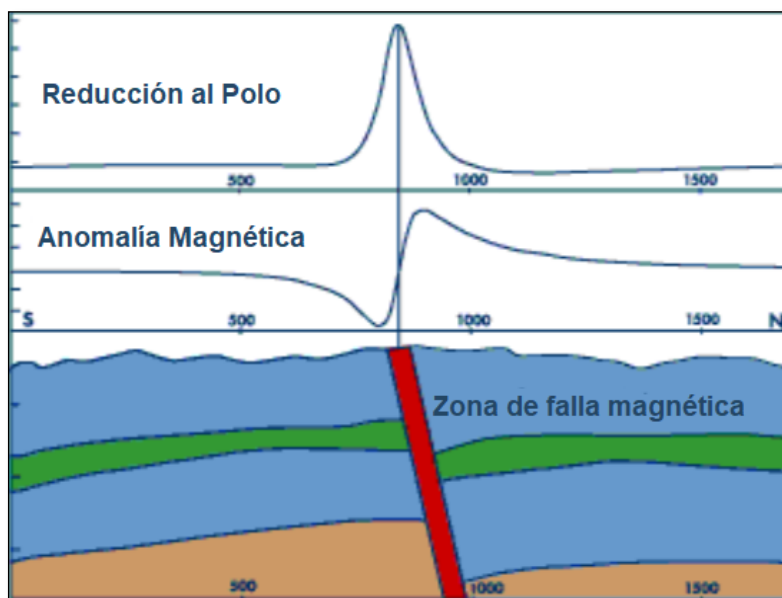 Reducción al Polo
500 1000 1500
Anomalía Magnética
S 500 1000 1500 N
Zona de falla magnética
500 1000 1500